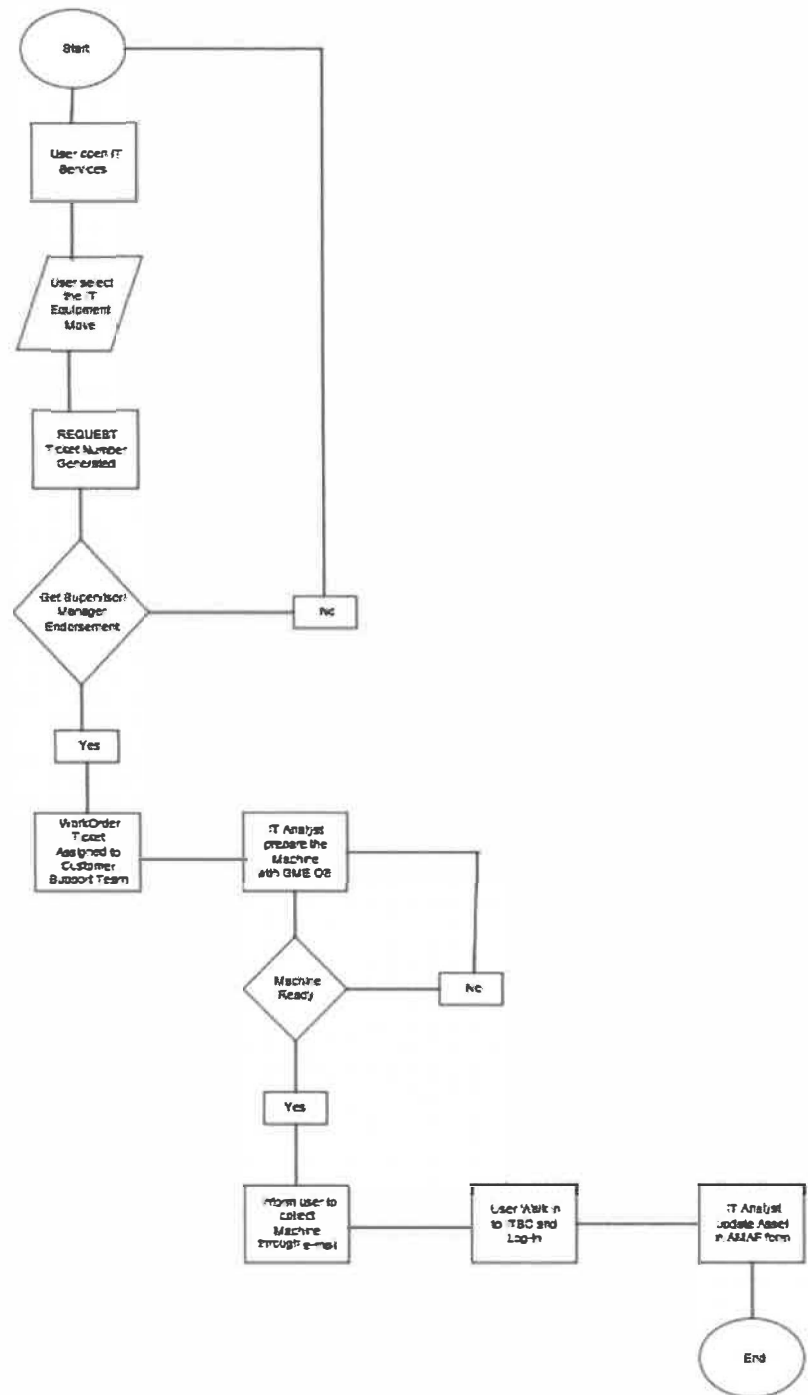 Start
User open IT
Services
User select
the IT
Equipment
Move
REQUEST
Ticket Number
Generated
Get Supervisor/
Manager
Endorsement
No
Yes
WorkOrder
Ticket
Assigned to
Customer
Support Team
IT Analyst
prepare the
Machine
with GME OS
Machine
Ready
No
Yes
Inform user to
collect
Machine
through e-mail
User Walk in
to ITBC and
Log-in
IT Analyst
update Asset
in AMAF form
End